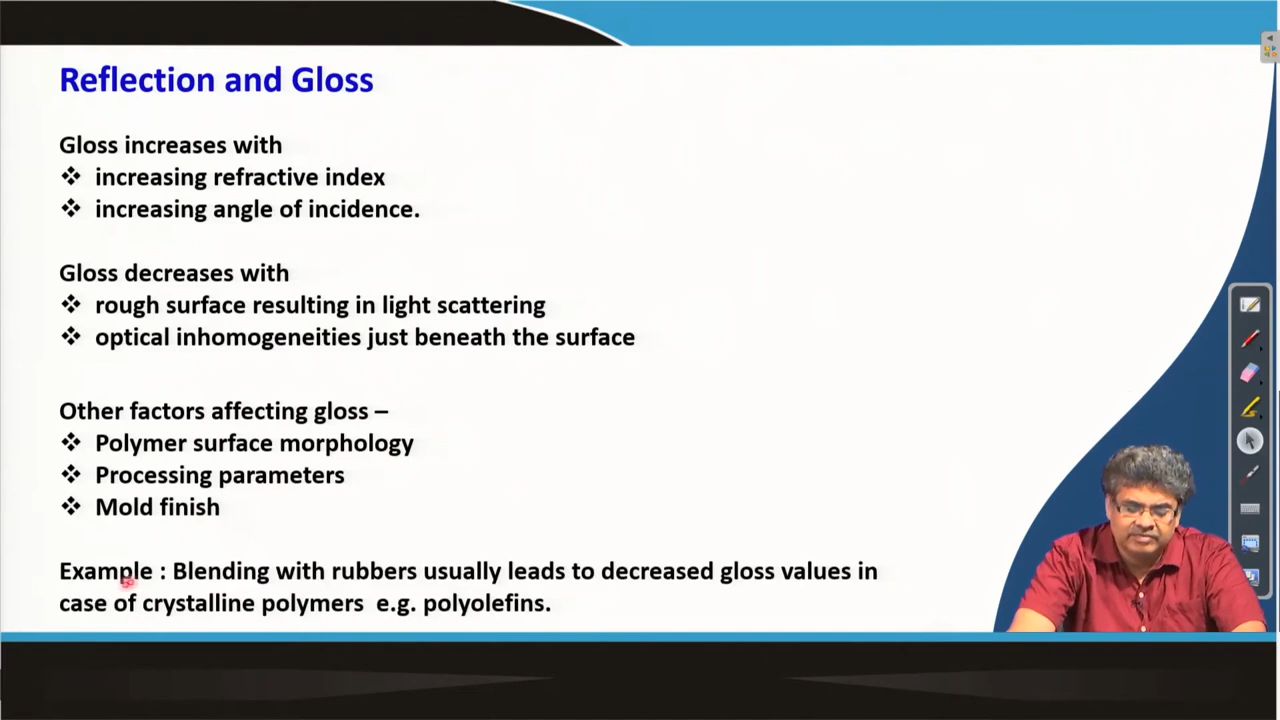 Reflection and Gloss
Gloss increases with
❖ increasing refractive index
❖ increasing angle of incidence.
Gloss decreases with
❖ rough surface resulting in light scattering
❖ optical inhomogeneities just beneath the surface
Other factors affecting gloss –
❖ Polymer surface morphology
❖ Processing parameters
❖ Mold finish
Example : Blending with rubbers usually leads to decreased gloss values in
case of crystalline polymers e.g. polyolefins.